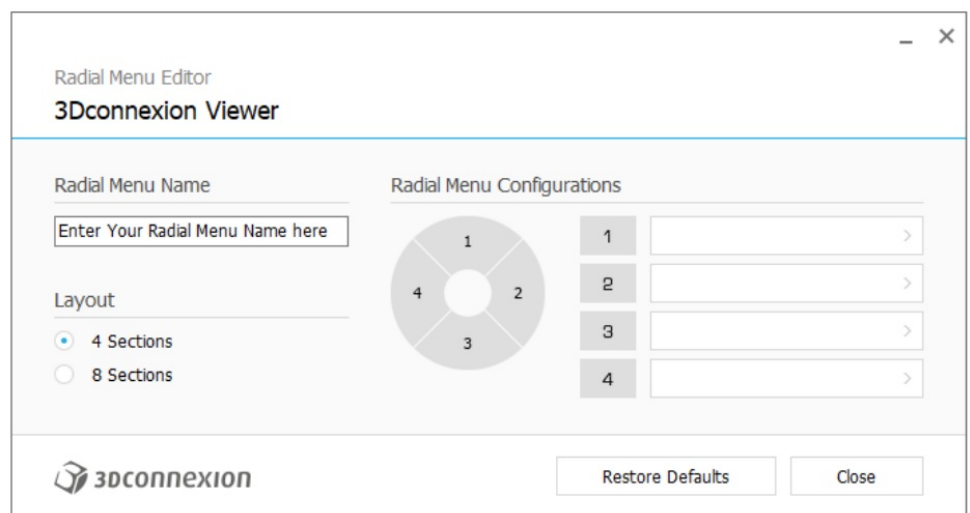 Radial Menu Editor
3Dconnexion Viewer
Radial Menu Name
Enter Your Radial Menu Name here
Layout
4 Sections
8 Sections
Radial Menu Configurations
1
4 2
3
1
2
3
4
3Dconnexion
Restore Defaults Close